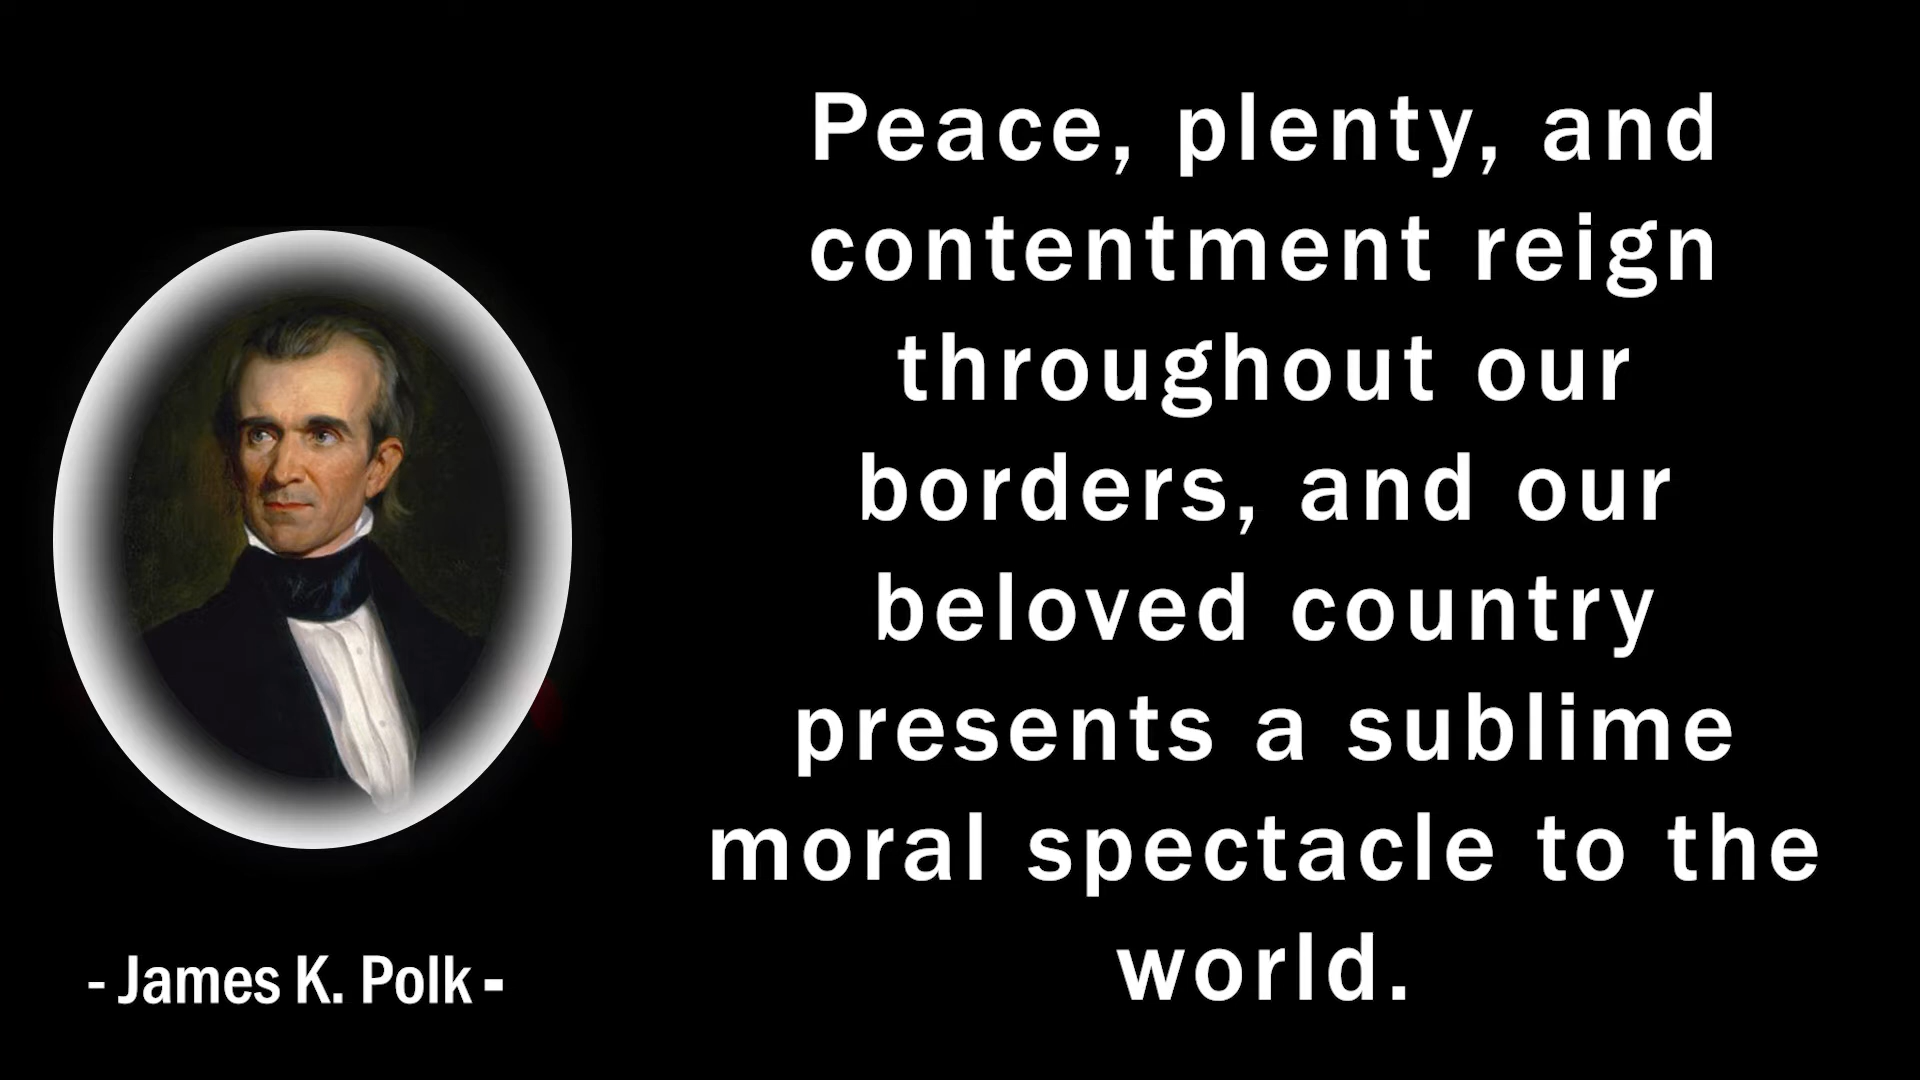 Peace, plenty, and
contentment reign
throughout our
borders, and our
beloved country
presents a sublime
moral spectacle to the
world.
- James K. Polk -